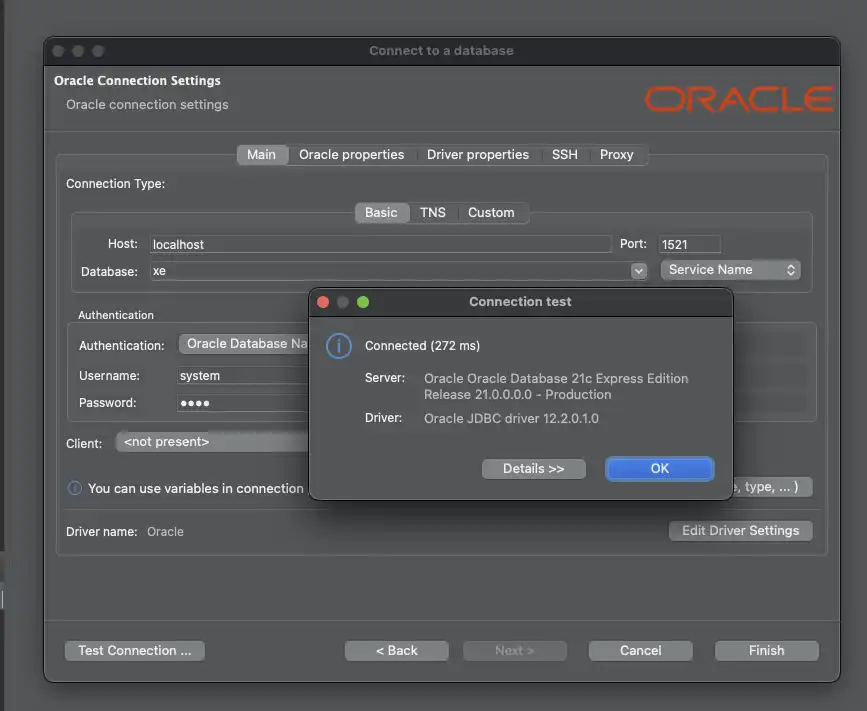 Connect to a database
Oracle Connection Settings
Oracle connection settings
ORACLE
Main Oracle properties Driver properties SSH Proxy
Connection Type:
Basic TNS Custom
Host: localhost Port: 1521
Database: xe Service Name
Authentication
Authentication: Oracle Database Na
Username: system
Password: ••••
Client: <not present>
You can use variables in connection
, type, ... )
Driver name: Oracle
Edit Driver Settings
Test Connection ... < Back Next > Cancel Finish
Connection test
Connected (272 ms)
Server: Oracle Oracle Database 21c Express Edition
Release 21.0.0.0.0 - Production
Driver: Oracle JDBC driver 12.2.0.1.0
Details >> OK